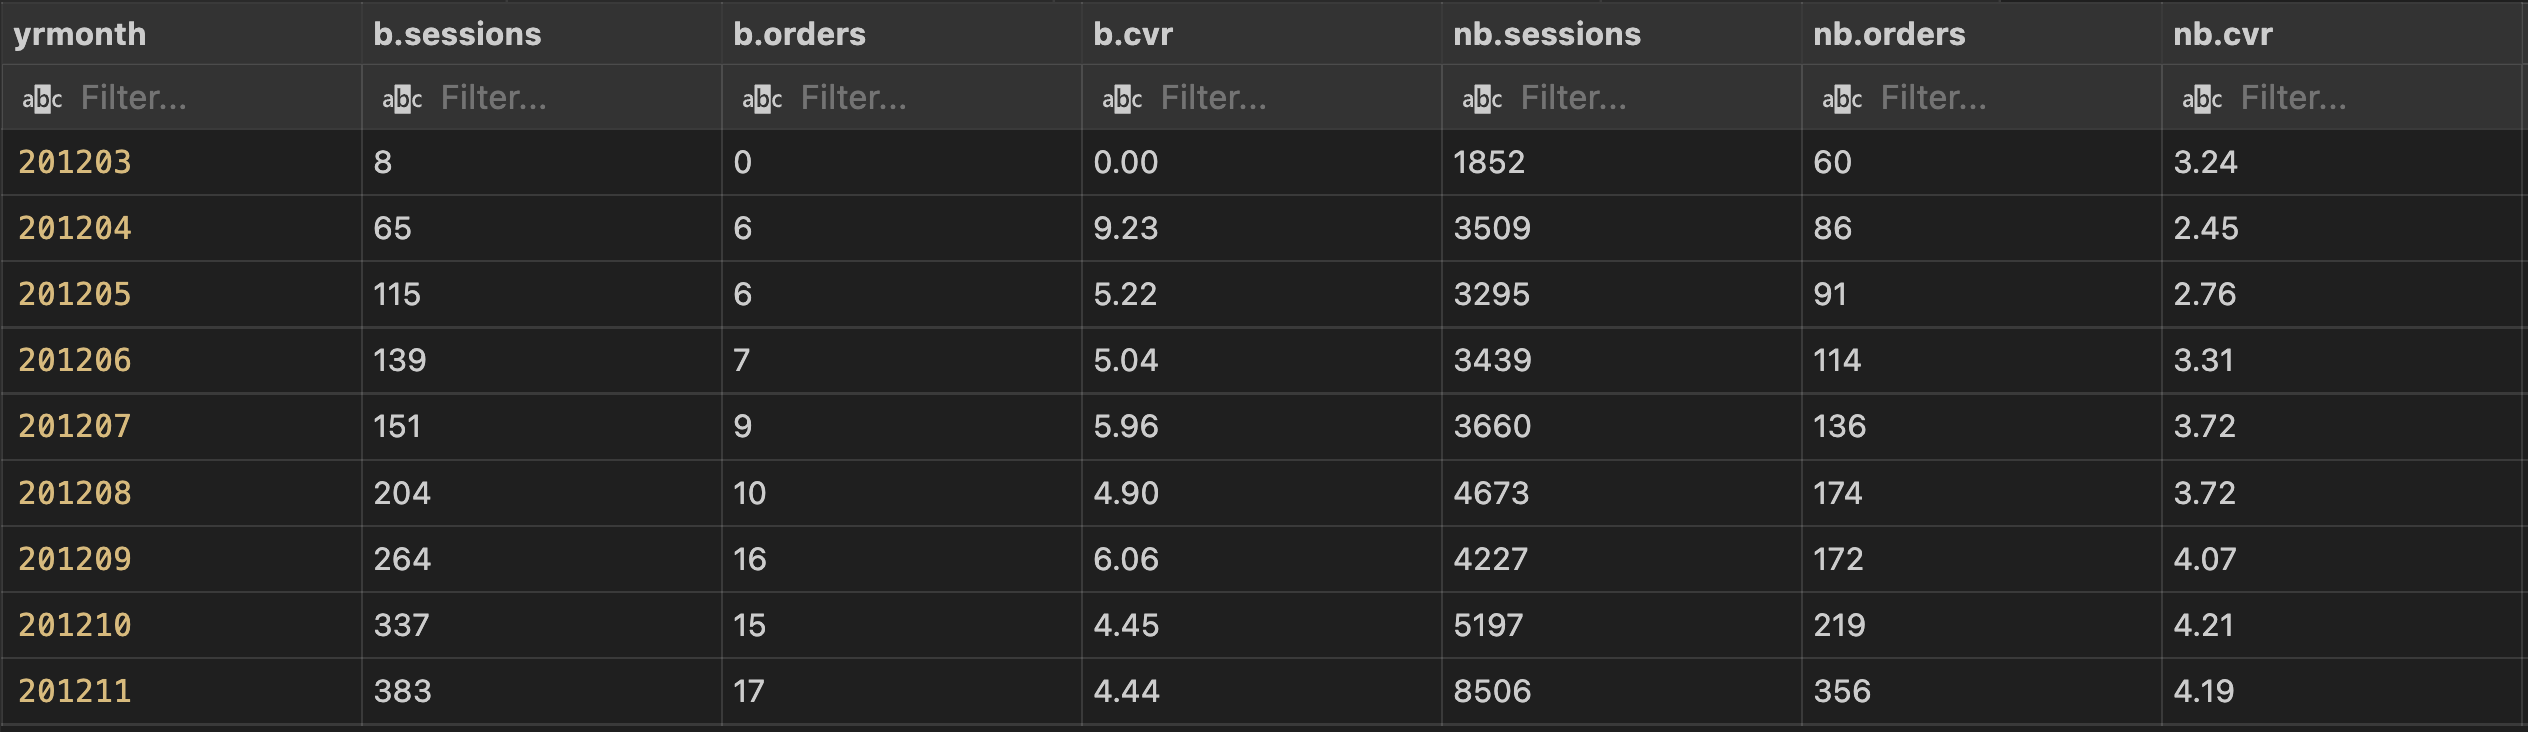 yrmonth b.sessions b.orders b.cvr nb.sessions nb.orders nb.cvr
abc Filter... abc Filter... abc Filter... abc Filter... abc Filter... abc Filter... abc Filter...
201203 8 0 0.00 1852 60 3.24
201204 65 6 9.23 3509 86 2.45
201205 115 6 5.22 3295 91 2.76
201206 139 7 5.04 3439 114 3.31
201207 151 9 5.96 3660 136 3.72
201208 204 10 4.90 4673 174 3.72
201209 264 16 6.06 4227 172 4.07
201210 337 15 4.45 5197 219 4.21
201211 383 17 4.44 8506 356 4.19